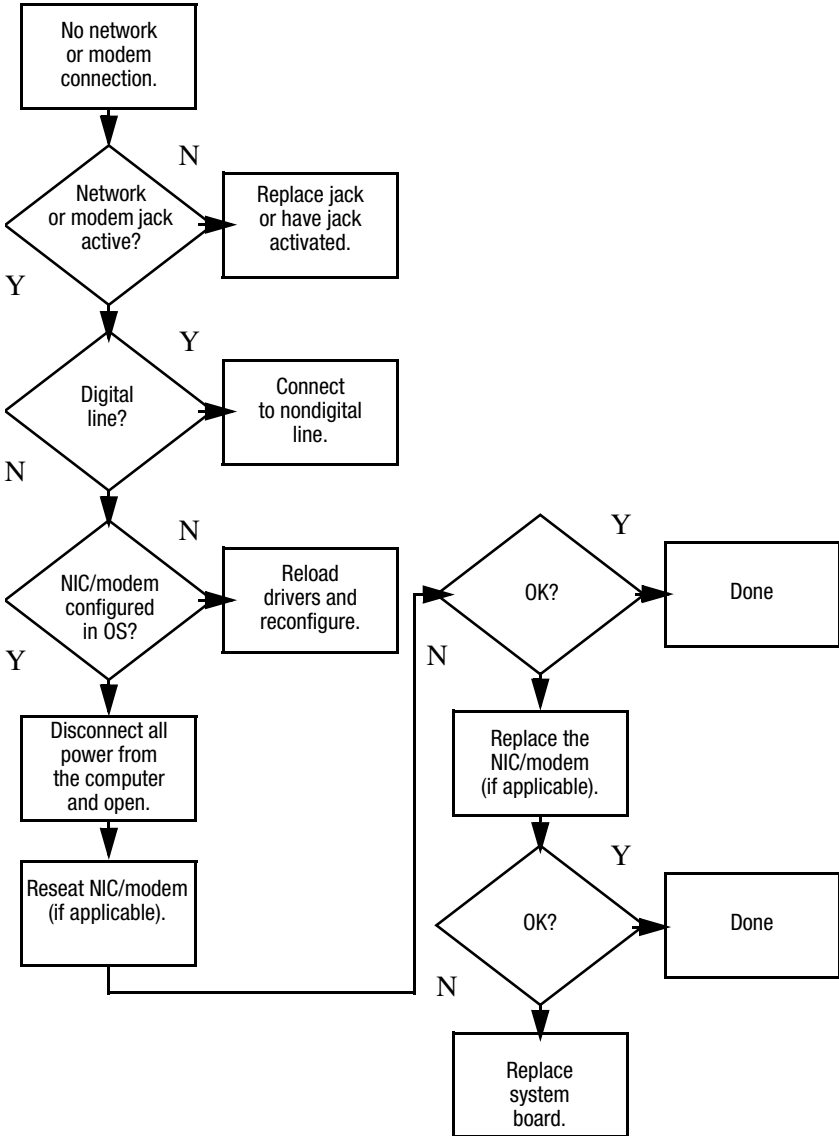 No network
or modem
connection.
N
Network
or modem jack
active?
Replace jack
or have jack
activated.
Y
Y
Digital
line?
Connect
to nondigital
line.
N
N
NIC/modem
configured
in OS?
Reload
drivers and
reconfigure.
Y
Disconnect all
power from
the computer
and open.
Reseat NIC/modem
(if applicable).
Y
OK?
Done
N
Replace the
NIC/modem
(if applicable).
Y
OK?
Done
N
Replace
system
board.